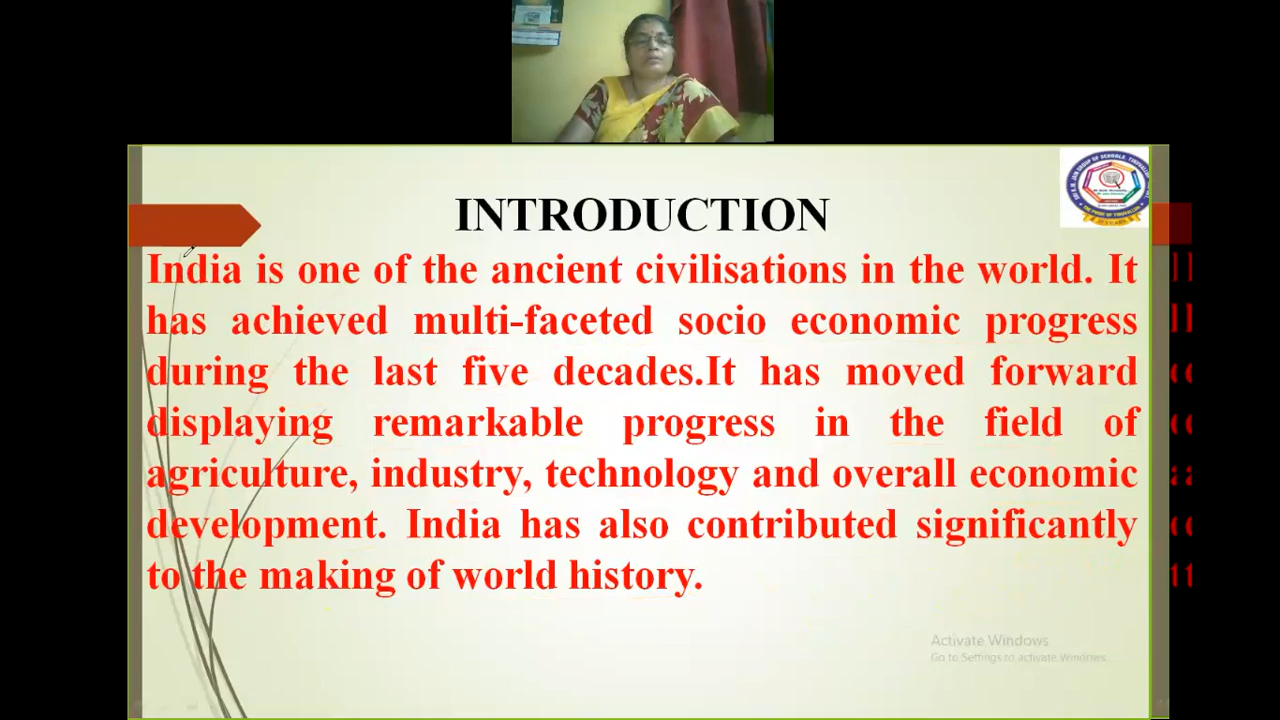 INTRODUCTION
India is one of the ancient civilisations in the world. It
has achieved multi-faceted socio economic progress
during the last five decades.It has moved forward
displaying remarkable progress in the field of
agriculture, industry, technology and overall economic
development. India has also contributed significantly
to the making of world history.
Activate Windows
Go to Settings to activate Windows.